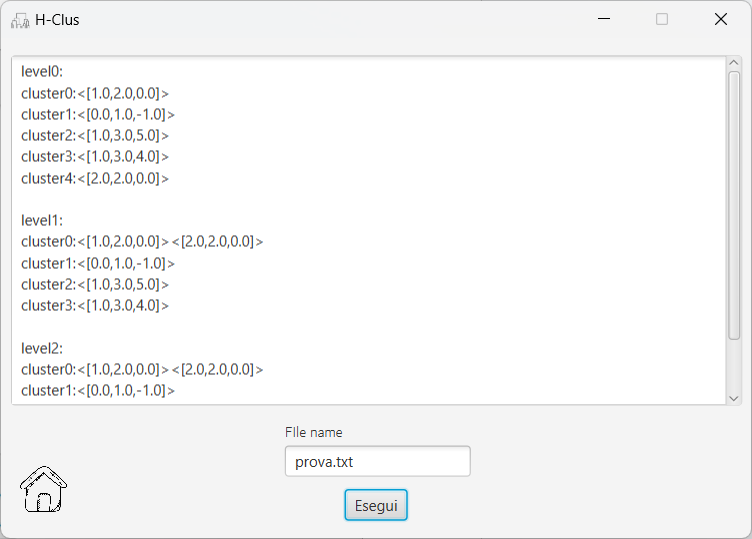 H-Clus
level0:
cluster0:<[1.0,2.0,0.0]>
cluster1:<[0.0,1.0,-1.0]>
cluster2:<[1.0,3.0,5.0]>
cluster3:<[1.0,3.0,4.0]>
cluster4:<[2.0,2.0,0.0]>

level1:
cluster0:<[1.0,2.0,0.0]><[2.0,2.0,0.0]>
cluster1:<[0.0,1.0,-1.0]>
cluster2:<[1.0,3.0,5.0]>
cluster3:<[1.0,3.0,4.0]>

level2:
cluster0:<[1.0,2.0,0.0]><[2.0,2.0,0.0]>
cluster1:<[0.0,1.0,-1.0]>
FIle name
prova.txt
Esegui